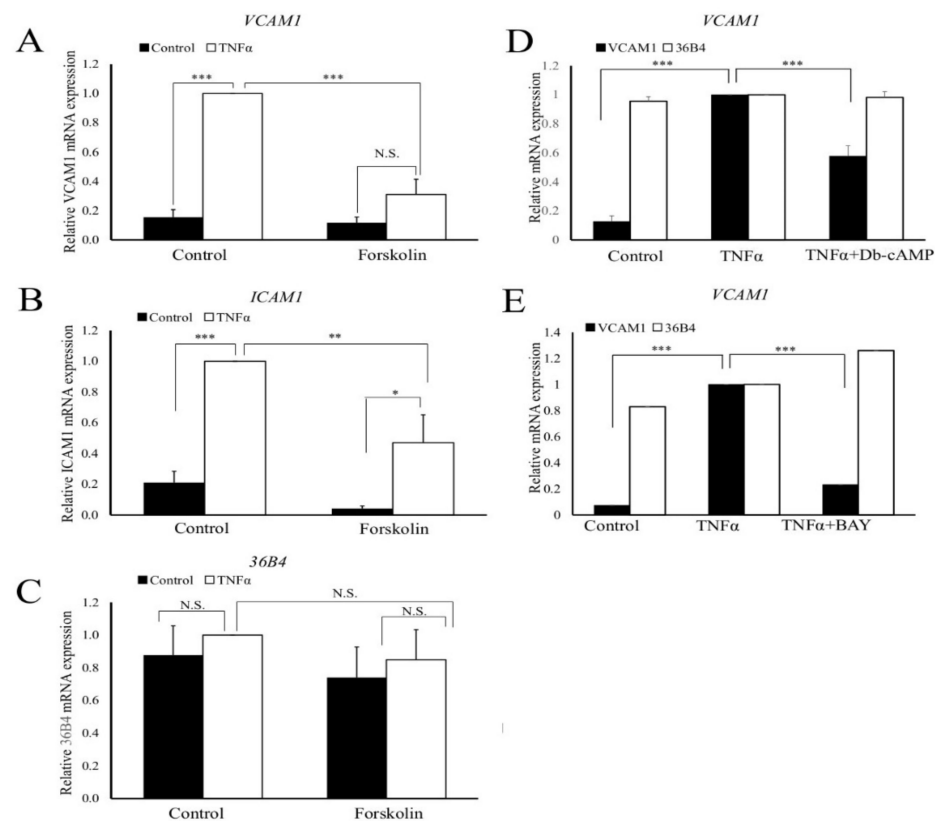 A
VCAM1
■Control □TNFα
Relative VCAM1 mRNA expression
1.2
1.0
0.8
0.6
0.4
0.2
0.0
***
***
N.S.
Control
Forskolin
B
ICAM1
■Control □TNFα
Relative ICAM1 mRNA expression
1.2
1.0
0.8
0.6
0.4
0.2
0.0
***
**
*
Control
Forskolin
C
36B4
■Control □TNFα
Relative 36B4 mRNA expression
1.2
1.0
0.8
0.6
0.4
0.2
0.0
N.S.
N.S.
N.S.
Control
Forskolin
D
VCAM1
■VCAM1 □36B4
Relative mRNA expression
1.2
1
0.8
0.6
0.4
0.2
0
***
***
Control
TNFα
TNFα+Db-cAMP
E
VCAM1
■VCAM1 □36B4
Relative mRNA expression
1.4
1.2
1
0.8
0.6
0.4
0.2
0
***
***
Control
TNFα
TNFα+BAY